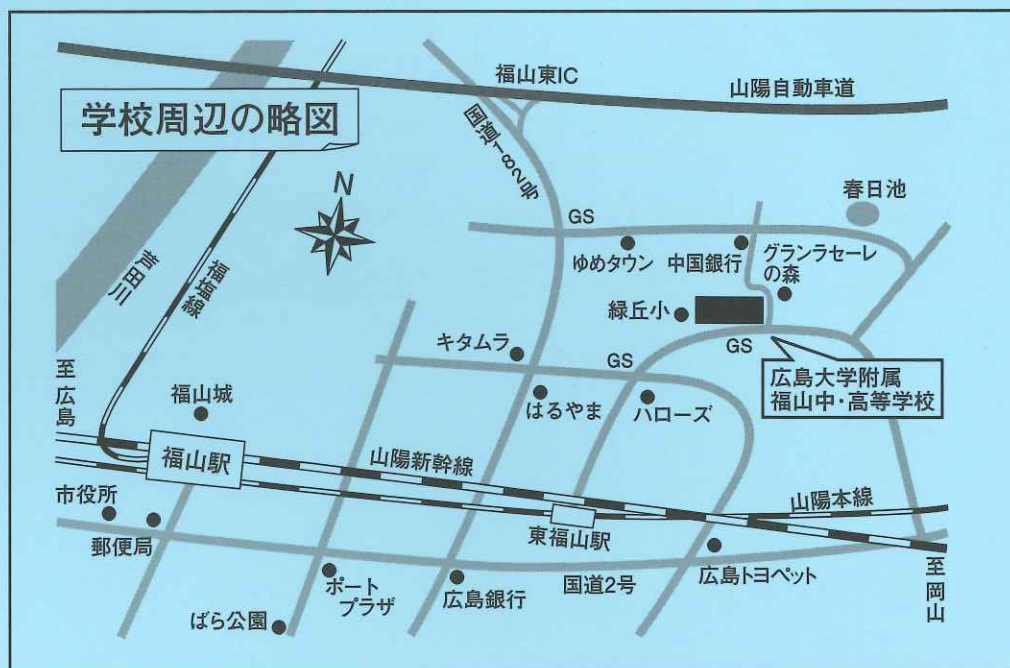 福山東IC
山陽自動車道
学校周辺の略図
国道182号
N
春日池
GS
芦田川
福塩線
ゆめタウン
中国銀行
グランラセーレ
の森
緑丘小
キタムラ
GS
GS
至広島
福山城
はるやま
ハローズ
広島大学附属
福山中・高等学校
福山駅
山陽新幹線
市役所
山陽本線
郵便局
東福山駅
ポート
プラザ
広島銀行
国道2号
広島トヨペット
至岡山
ばら公園